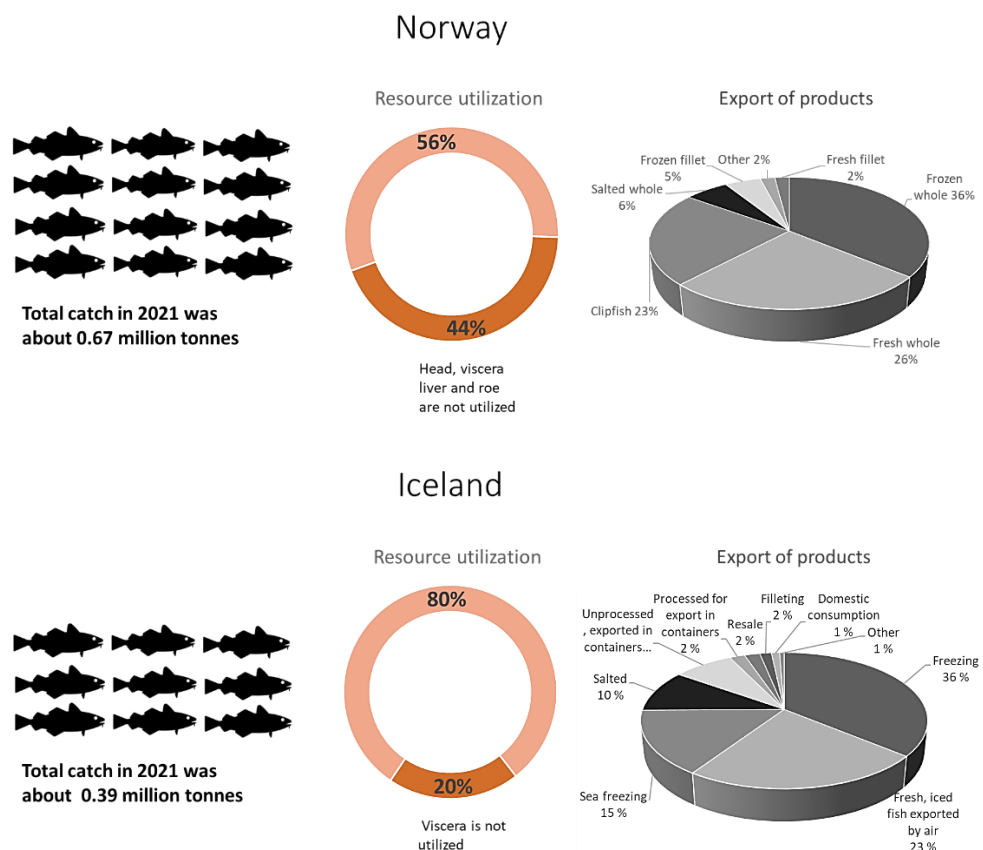 Norway
Resource utilization
56%
44%
Head, viscera
liver and roe
are not utilized
Total catch in 2021 was
about 0.67 million tonnes
Export of products
Frozen fillet
5%
Other 2%
Fresh fillet
2%
Frozen
whole 36%
Salted whole
6%
Clipfish 23%
Fresh whole
26%
Iceland
Resource utilization
80%
20%
Viscera is not
utilized
Total catch in 2021 was
about 0.39 million tonnes
Export of products
Unprocessed
, exported in
containers...
Processed for
export in
containers
2 %
Resale
2 %
Filleting
2 %
Domestic
consumption
1 %
Other
1 %
Freezing
36 %
Salted
10 %
Sea freezing
15 %
Fresh, iced
fish exported
by air
23 %